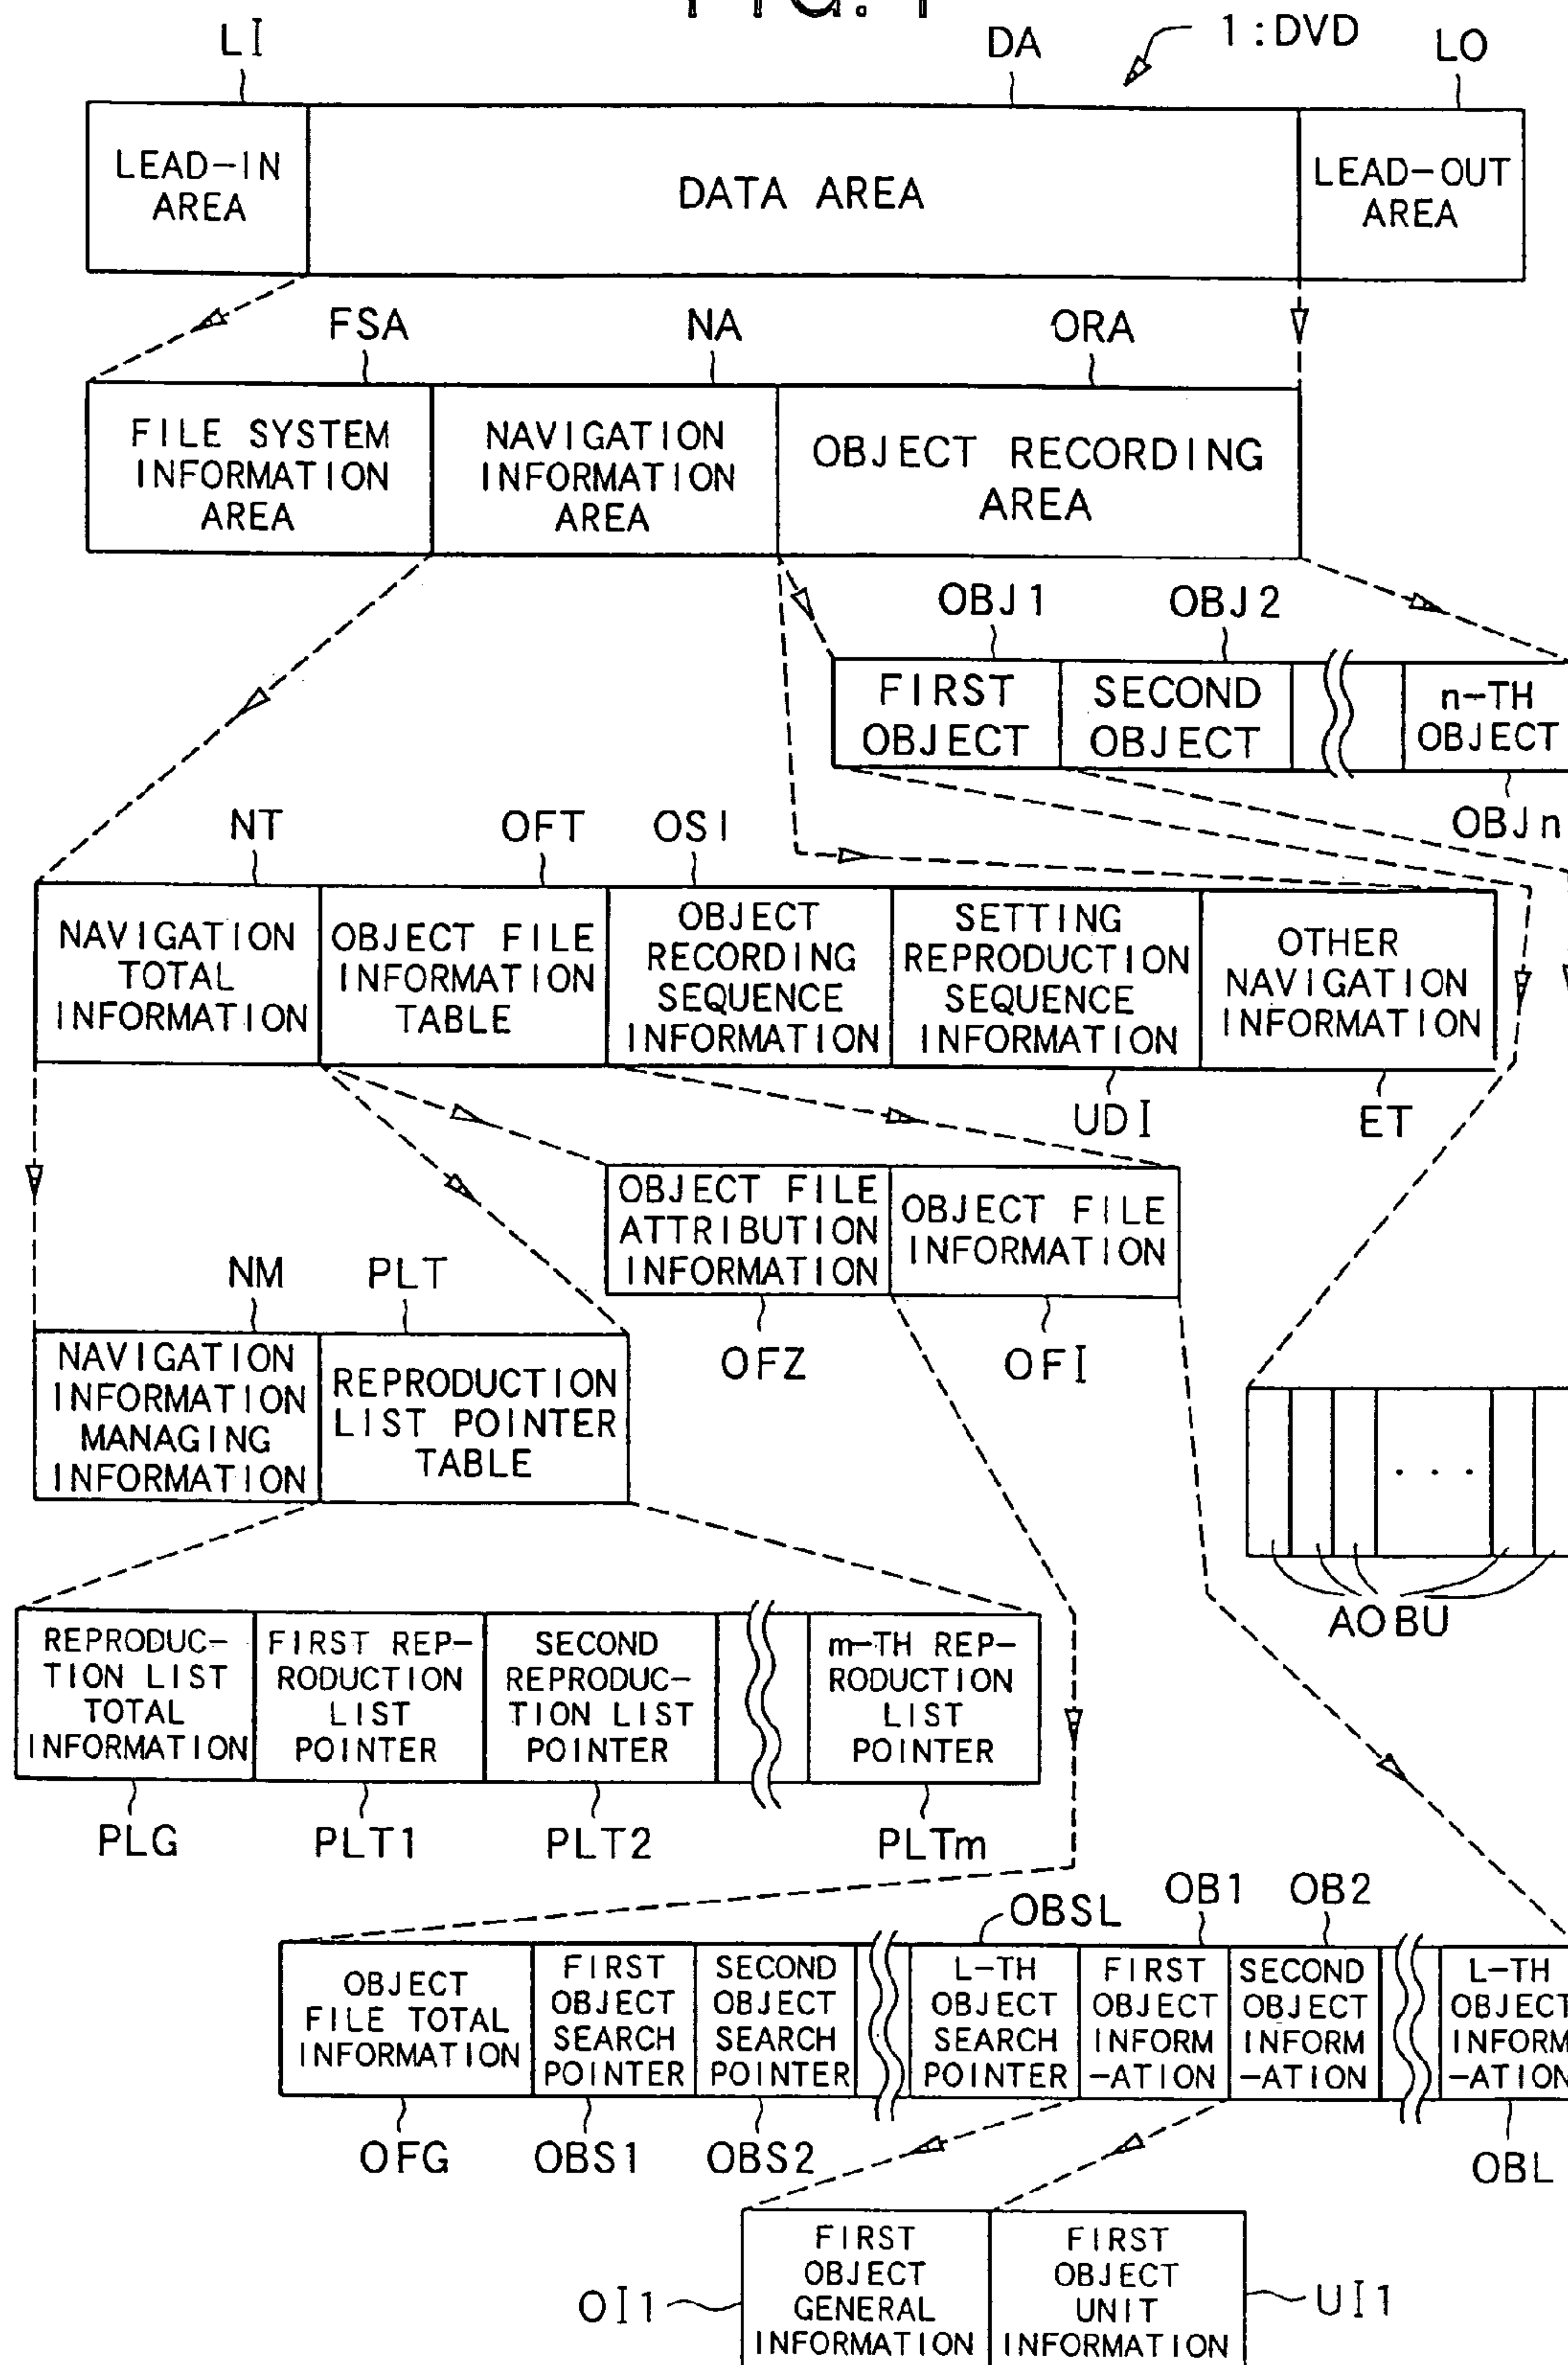 FIG. 1
1:DVD
LI
DA
LO
LEAD-IN
AREA
DATA AREA
LEAD-OUT
AREA
FSA
NA
ORA
FILE SYSTEM
INFORMATION
AREA
NAVIGATION
INFORMATION
AREA
OBJECT RECORDING
AREA
OBJ1
OBJ2
FIRST
OBJECT
SECOND
OBJECT
n-TH
OBJECT
OBJn
NT
OFT
OSI
NAVIGATION
TOTAL
INFORMATION
OBJECT FILE
INFORMATION
TABLE
OBJECT
RECORDING
SEQUENCE
INFORMATION
SETTING
REPRODUCTION
SEQUENCE
INFORMATION
OTHER
NAVIGATION
INFORMATION
UDI
ET
OBJECT FILE
ATTRIBUTION
INFORMATION
OBJECT FILE
INFORMATION
OFZ
OFI
NM
PLT
NAVIGATION
INFORMATION
MANAGING
INFORMATION
REPRODUCTION
LIST POINTER
TABLE
. . .
AOBU
REPRODUC-
TION LIST
TOTAL
INFORMATION
FIRST REP-
RODUCTION
LIST
POINTER
SECOND
REPRODUC-
TION LIST
POINTER
m-TH REP-
RODUCTION
LIST
POINTER
PLG
PLT1
PLT2
PLTm
OBSL
OB1
OB2
OBJECT
FILE TOTAL
INFORMATION
FIRST
OBJECT
SEARCH
POINTER
SECOND
OBJECT
SEARCH
POINTER
L-TH
OBJECT
SEARCH
POINTER
FIRST
OBJECT
INFORM
-ATION
SECOND
OBJECT
INFORM
-ATION
L-TH
OBJECT
INFORM
-ATION
OFG
OBS1
OBS2
OBL
OI1
FIRST
OBJECT
GENERAL
INFORMATION
FIRST
OBJECT
UNIT
INFORMATION
UI1